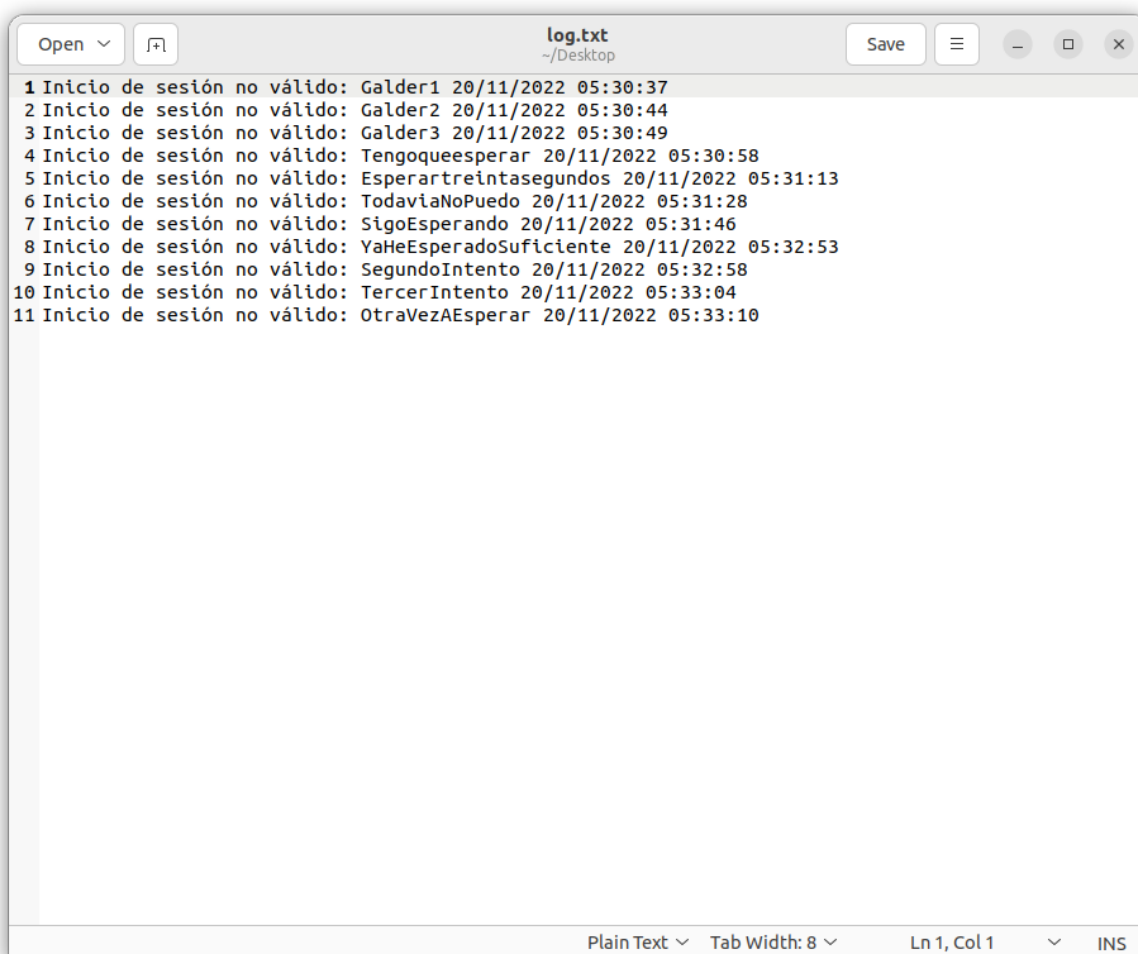 Open
log.txt
~/Desktop
Save
1 Inicio de sesión no válido: Galder1 20/11/2022 05:30:37
2 Inicio de sesión no válido: Galder2 20/11/2022 05:30:44
3 Inicio de sesión no válido: Galder3 20/11/2022 05:30:49
4 Inicio de sesión no válido: Tengoqueesperar 20/11/2022 05:30:58
5 Inicio de sesión no válido: Esperartreintasegundos 20/11/2022 05:31:13
6 Inicio de sesión no válido: TodaviaNoPuedo 20/11/2022 05:31:28
7 Inicio de sesión no válido: SigoEsperando 20/11/2022 05:31:46
8 Inicio de sesión no válido: YaHeEsperadoSuficiente 20/11/2022 05:32:53
9 Inicio de sesión no válido: SegundoIntento 20/11/2022 05:32:58
10 Inicio de sesión no válido: TercerIntento 20/11/2022 05:33:04
11 Inicio de sesión no válido: OtraVezAEsperar 20/11/2022 05:33:10
Plain Text Tab Width: 8 Ln 1, Col 1 INS